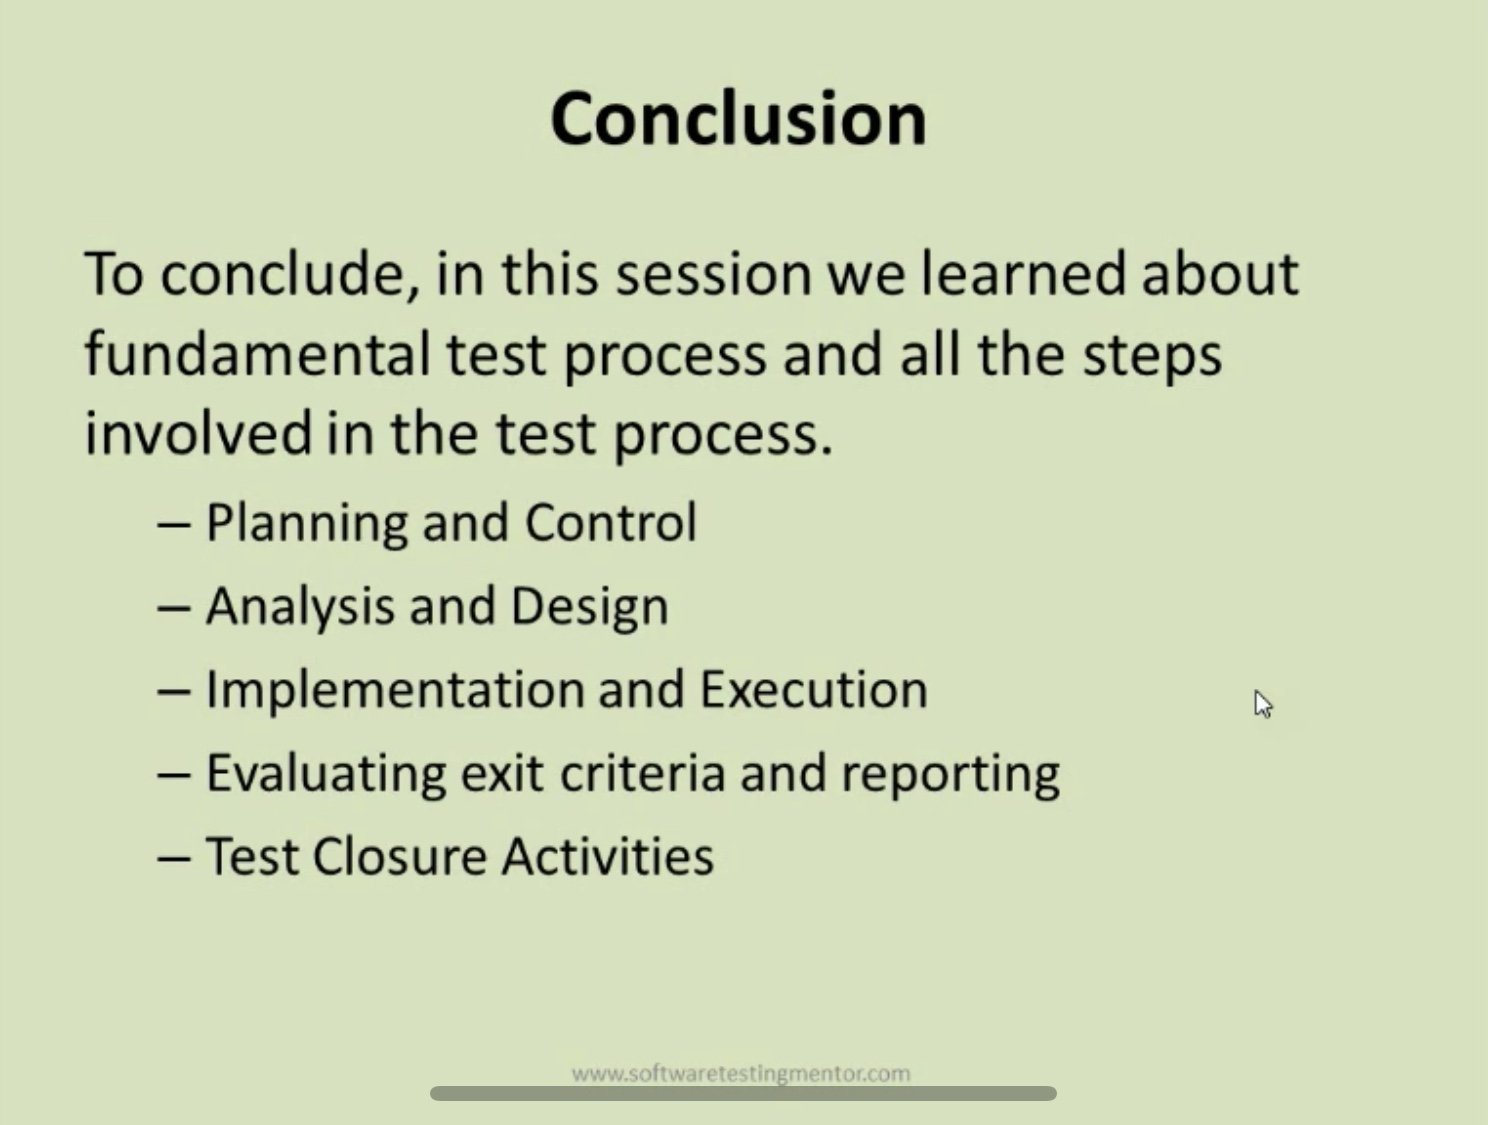 Conclusion
To conclude, in this session we learned about
fundamental test process and all the steps
involved in the test process.
– Planning and Control
– Analysis and Design
– Implementation and Execution
– Evaluating exit criteria and reporting
– Test Closure Activities
www.softwaretestingmentor.com